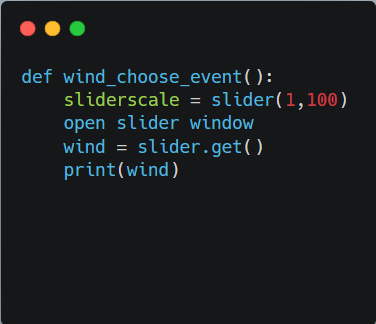 def wind_choose_event():
    sliderscale = slider(1,100)
    open slider window
    wind = slider.get()
    print(wind)